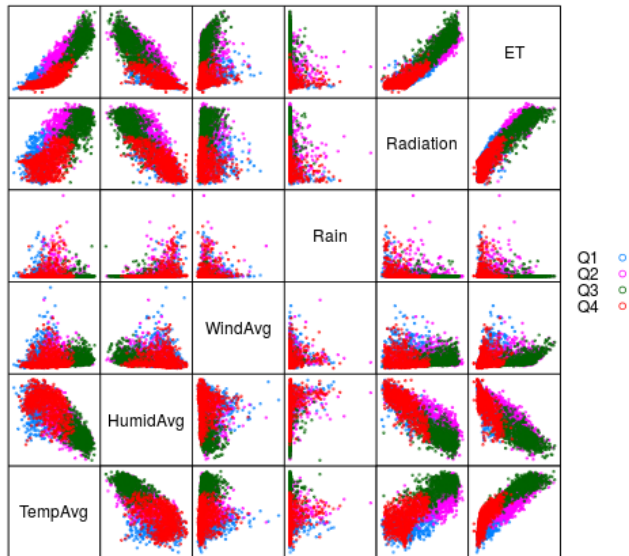 ET
Radiation
Rain
WindAvg
HumidAvg
TempAvg
Q1
Q2
Q3
Q4